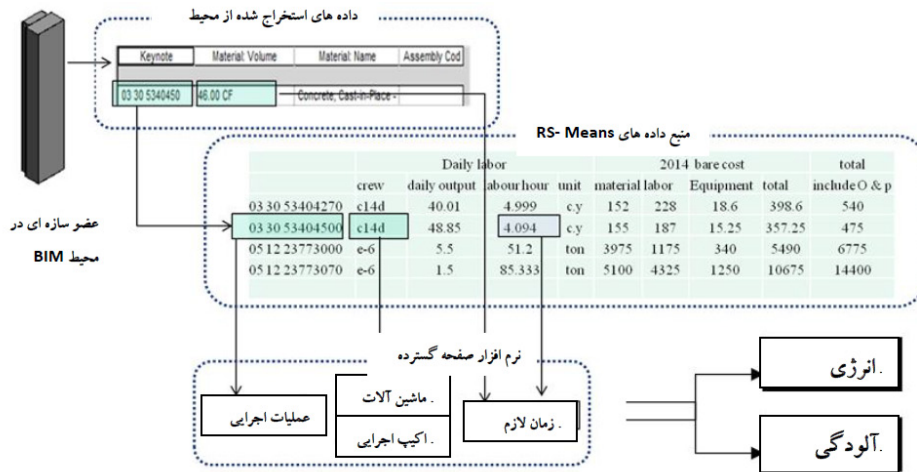 داده های استخراج شده از محیط
Keynote Material: Volume Material: Name Assembly Cod
03 30 5340450 46.00 CF Concrete, Cast-in-Place -
منبع داده های RS- Means
Daily labor 2014 bare cost total
crew daily output labour hour unit material labor Equipment total include O & p
03 30 53404270 c14d 40.01 4.999 c.y 152 228 18.6 398.6 540
03 30 53404500 c14d 48.85 4.094 c.y 155 187 15.25 357.25 475
05 12 23773000 e-6 5.5 51.2 ton 3975 1175 340 5490 6775
05 12 23773070 e-6 1.5 85.333 ton 5100 4325 1250 10675 14400
عضو سازه ای در
محیط BIM
نرم افزار صفحه گسترده
عملیات اجرایی
. ماشین آلات
. اکیپ اجرایی
. زمان لازم
. انرژی
. آلودگی